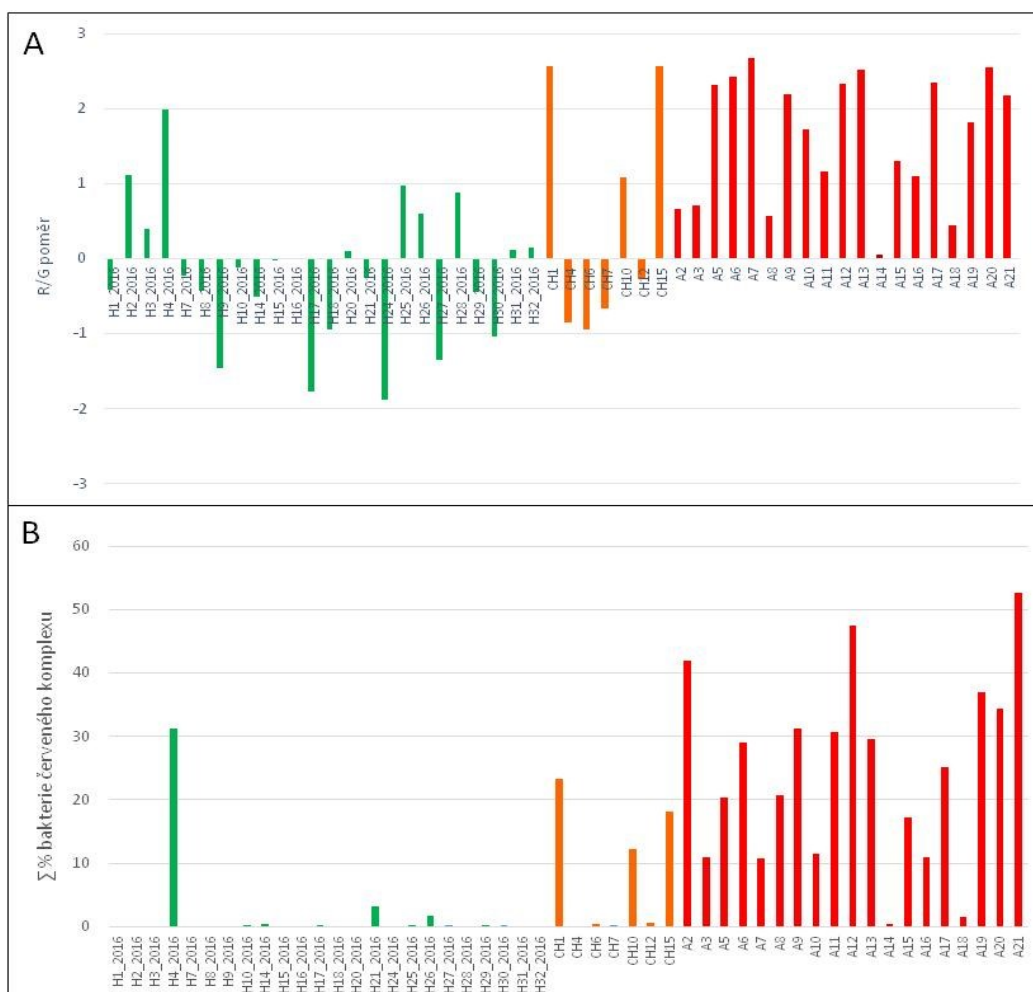 A
R/G poměr
3
2
1
0
-1
-2
-3
H1_2016
H2_2016
H3_2016
H4_2016
H7_2016
H8_2016
H9_2016
H10_2016
H14_2016
H15_2016
H16_2016
H17_2016
H18_2016
H20_2016
H21_2016
H24_2016
H25_2016
H26_2016
H27_2016
H28_2016
H29_2016
H30_2016
H31_2016
H32_2016
CH1
CH4
CH6
CH7
CH10
CH12
CH15
A2
A3
A5
A6
A7
A8
A9
A10
A11
A12
A13
A14
A15
A16
A17
A18
A19
A20
A21
B
∑% bakterie červeného komplexu
60
50
40
30
20
10
0
H1_2016
H2_2016
H3_2016
H4_2016
H7_2016
H8_2016
H9_2016
H10_2016
H14_2016
H15_2016
H16_2016
H17_2016
H18_2016
H20_2016
H21_2016
H24_2016
H25_2016
H26_2016
H27_2016
H28_2016
H29_2016
H30_2016
H31_2016
H32_2016
CH1
CH4
CH6
CH7
CH10
CH12
CH15
A2
A3
A5
A6
A7
A8
A9
A10
A11
A12
A13
A14
A15
A16
A17
A18
A19
A20
A21